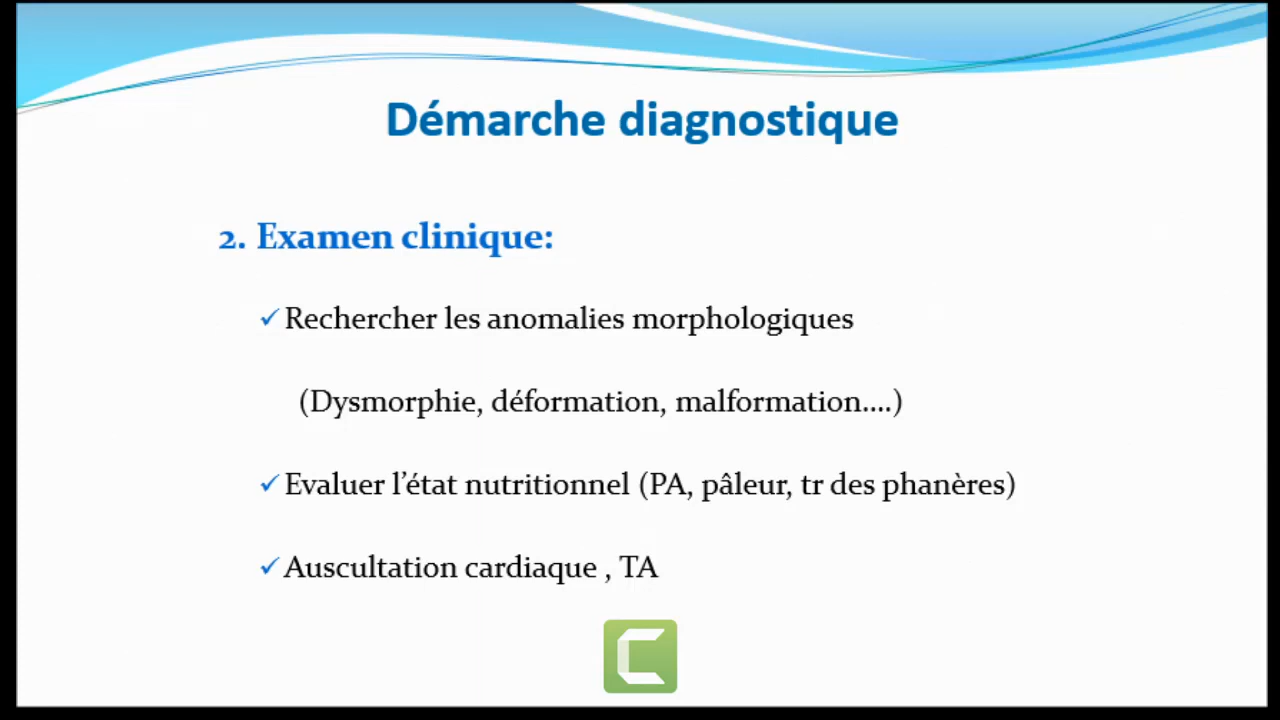 Démarche diagnostique
2. Examen clinique:
✓Rechercher les anomalies morphologiques
(Dysmorphie, déformation, malformation....)
✓Evaluer l’état nutritionnel (PA, pâleur, tr des phanères)
✓Auscultation cardiaque , TA